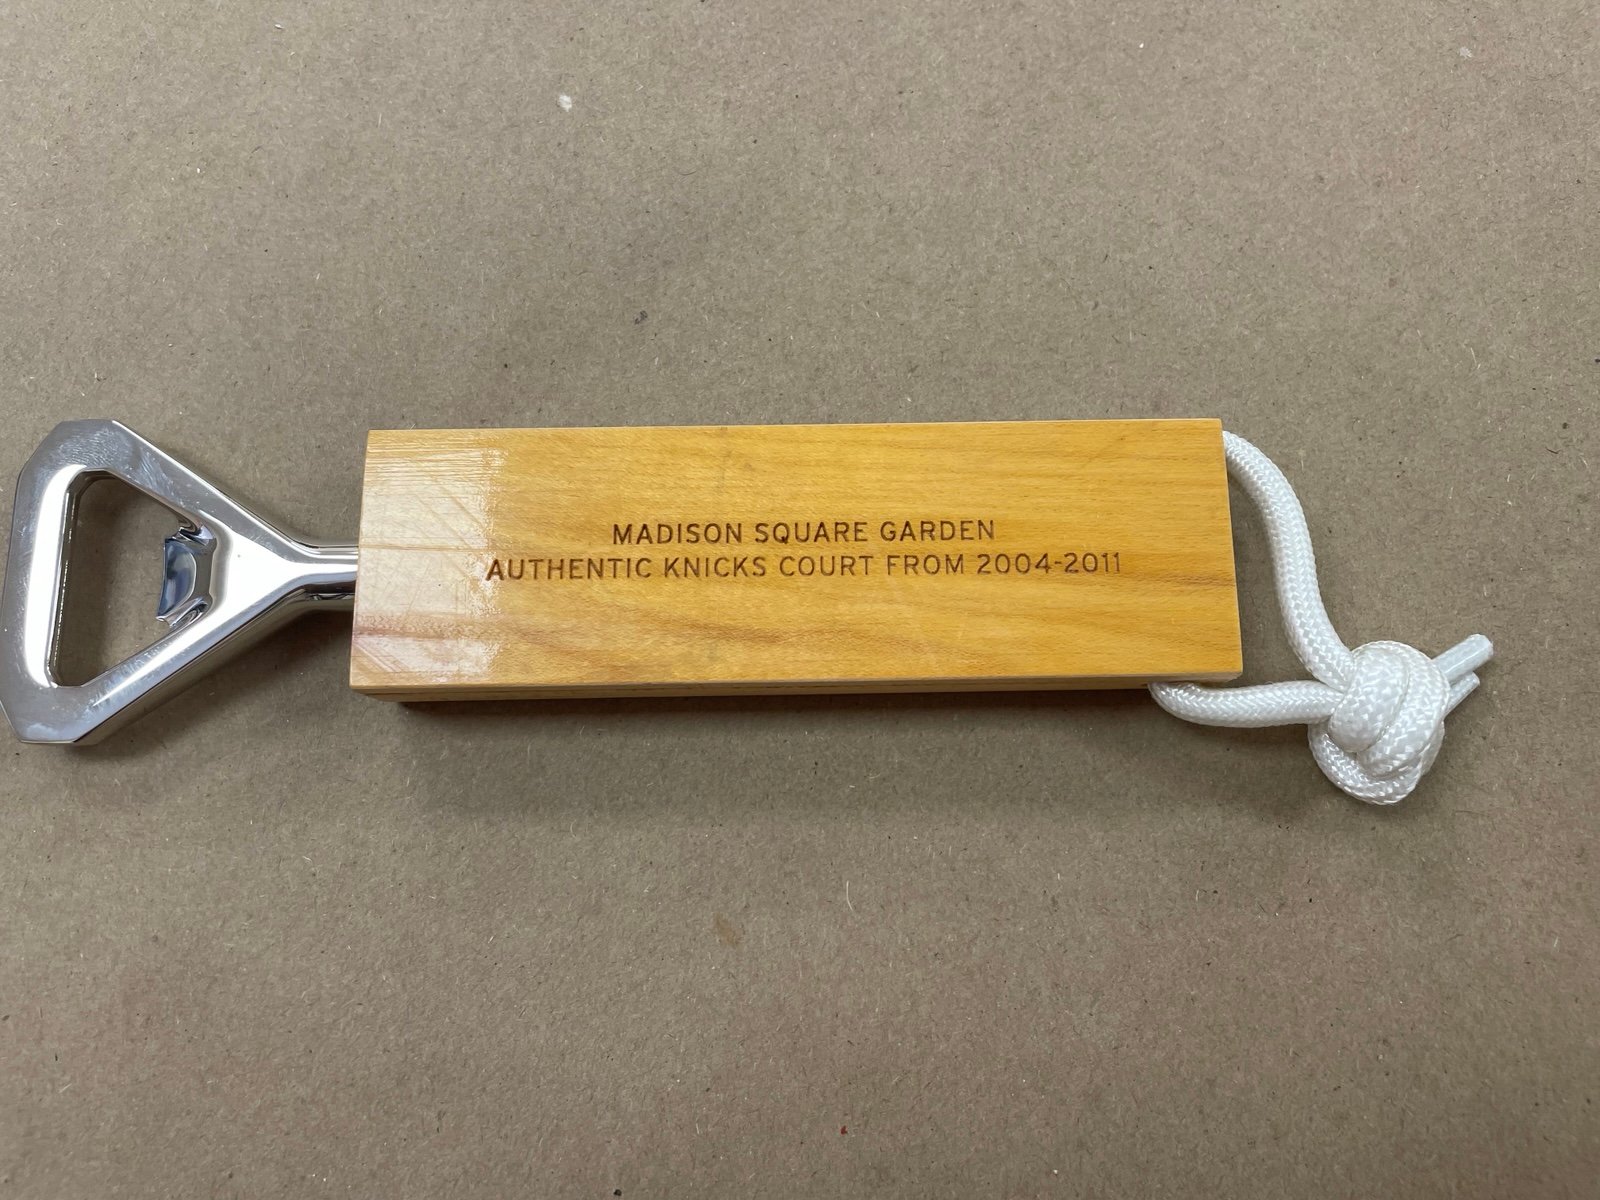 MADISON SQUARE GARDEN
AUTHENTIC KNICKS COURT FROM 2004-2011